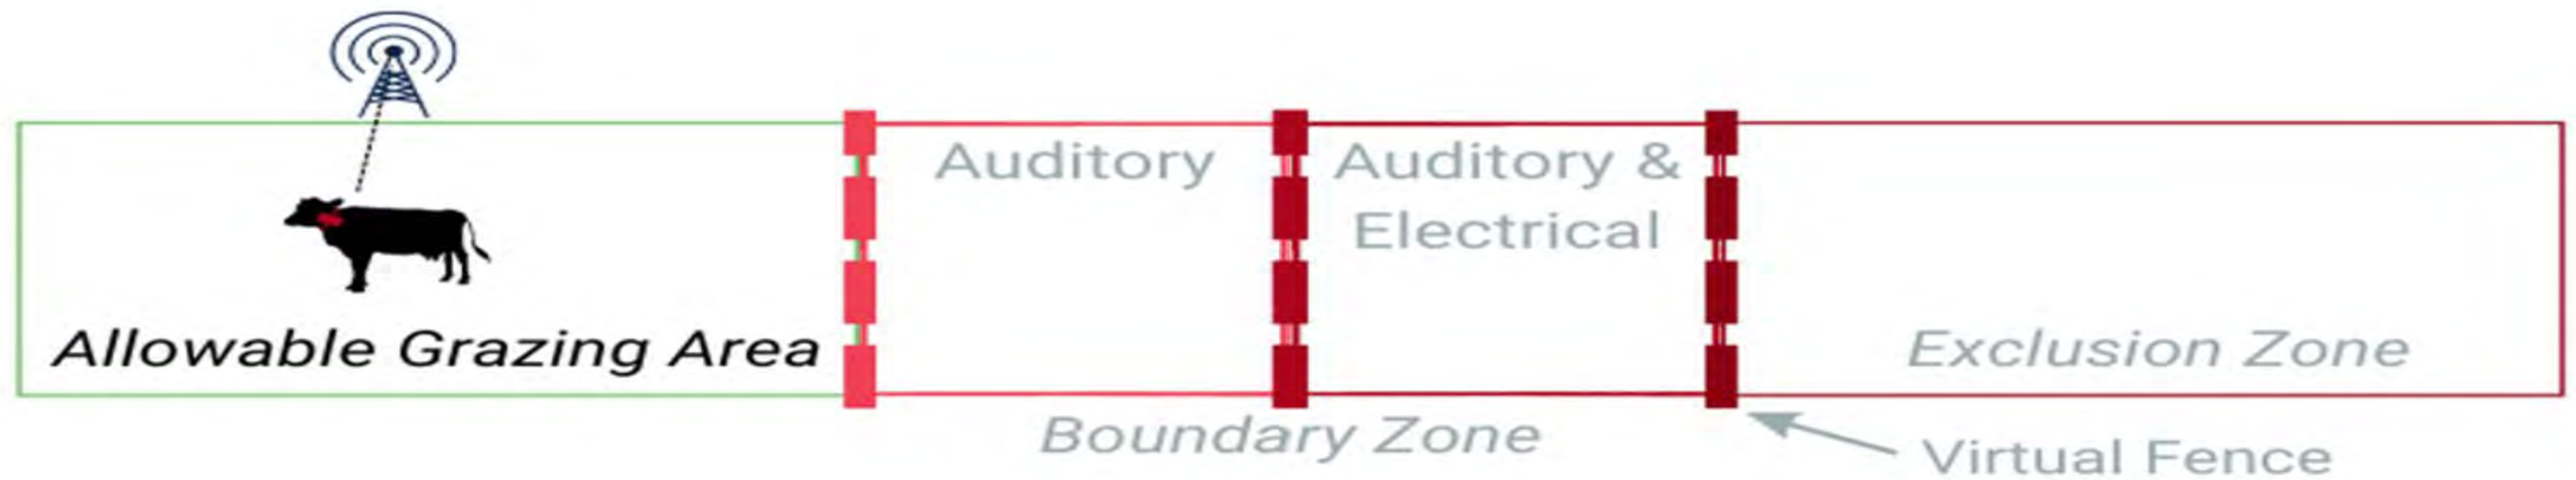 Auditory
Auditory &
Electrical
Allowable Grazing Area
Exclusion Zone
Boundary Zone
Virtual Fence